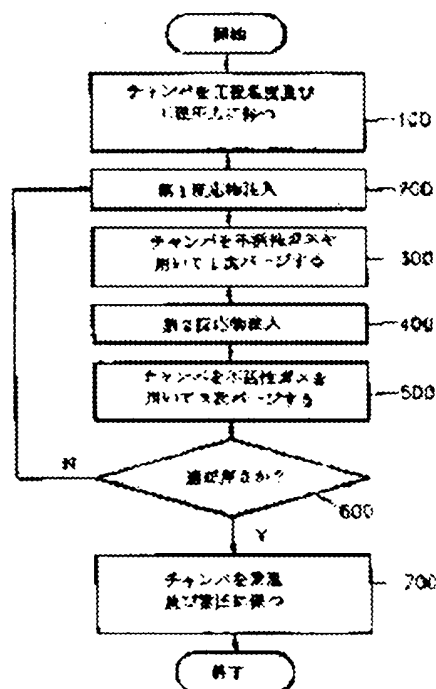 開始
チャンバを工程温度及び
工程圧力に保つ
100
第1反応物注入
200
チャンバを不活性ガスを
用いて1次パージする
300
第2反応物注入
400
チャンバを不活性ガスを
用いて2次パージする
500
N
適正厚さか?
600
Y
チャンバを常温
及び常圧に保つ
700
終了